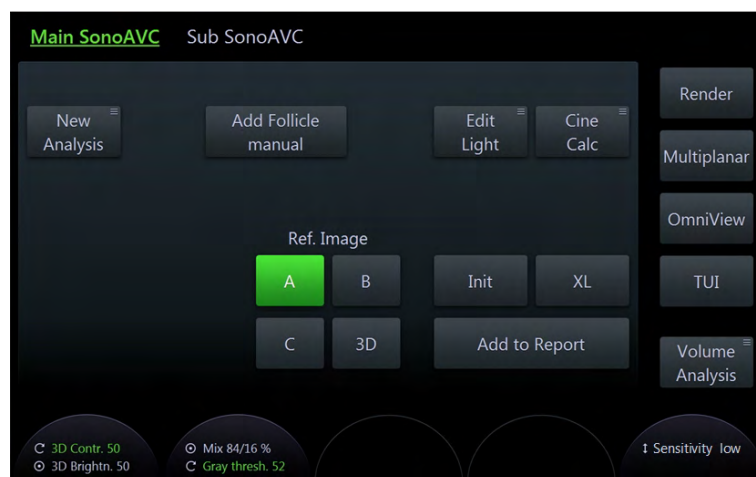 Main SonoAVC Sub SonoAVC
Render
New
Analysis
Add Follicle
manual
Edit
Light
Cine
Calc
Multiplanar
OmniView
Ref. Image
A B Init XL TUI
C 3D Add to Report
Volume
Analysis
3D Contr. 50 Mix 84/16 % Sensitivity low
3D Brightn. 50 Gray thresh. 52